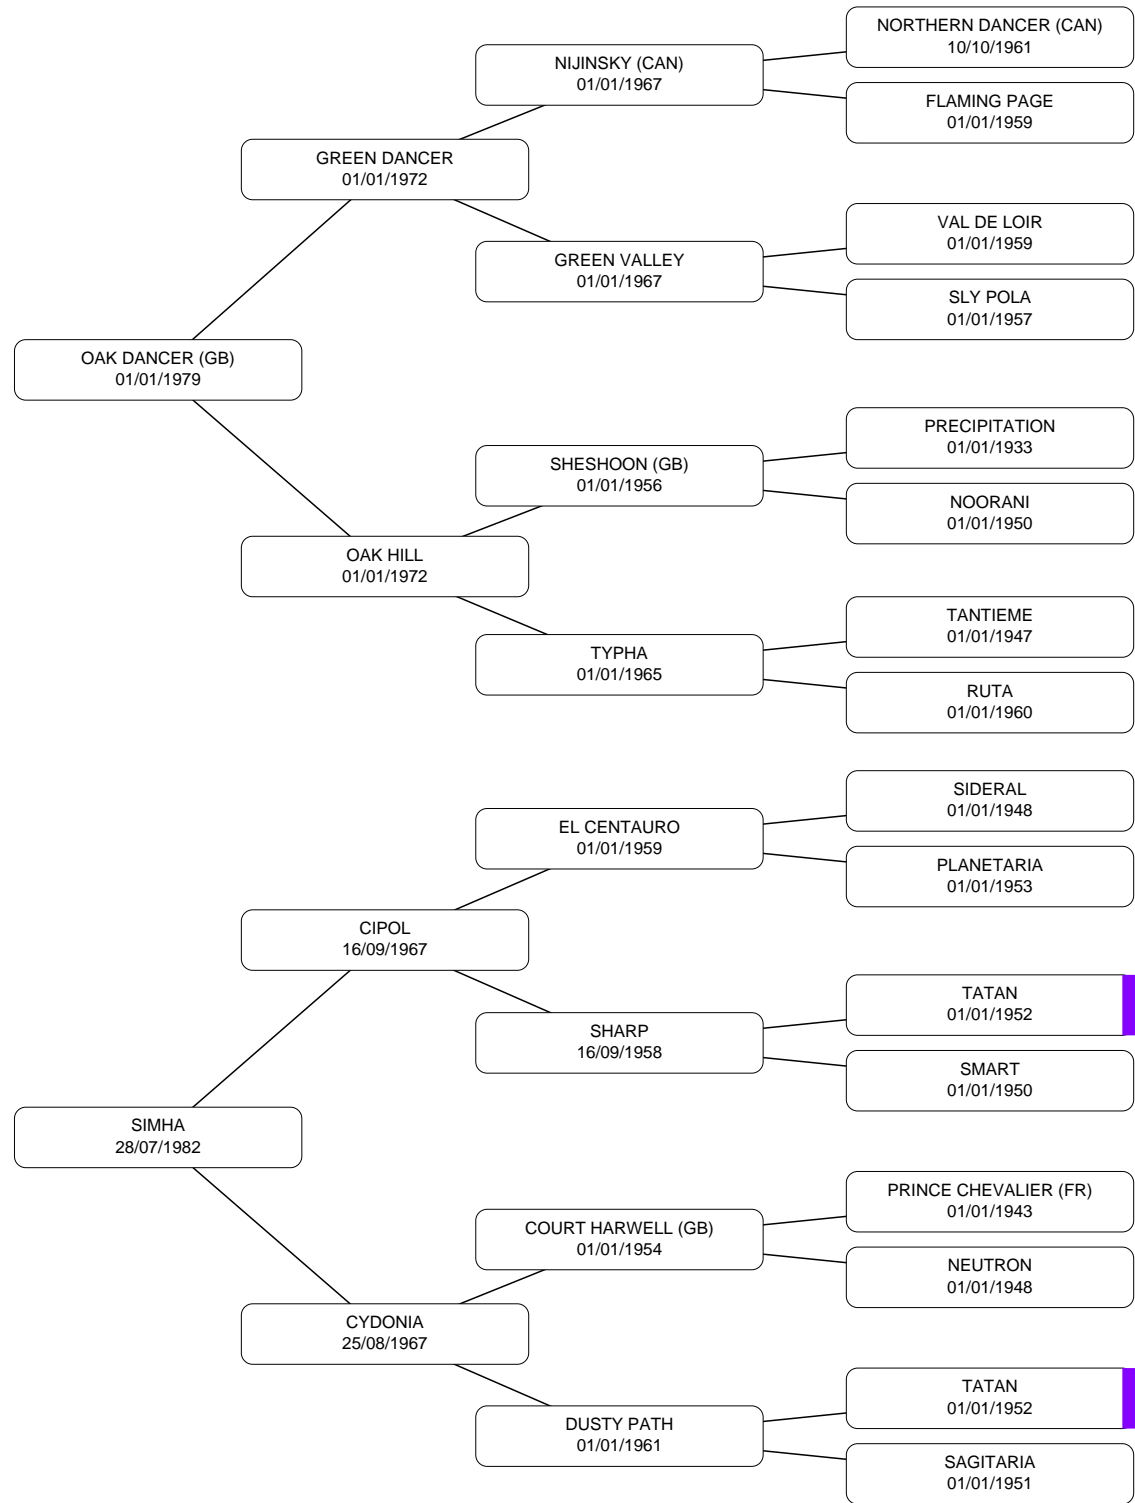 NORTHERN DANCER (CAN)
10/10/1961
NIJINSKY (CAN)
01/01/1967
FLAMING PAGE
01/01/1959
GREEN DANCER
01/01/1972
VAL DE LOIR
01/01/1959
GREEN VALLEY
01/01/1967
SLY POLA
01/01/1957
OAK DANCER (GB)
01/01/1979
PRECIPITATION
01/01/1933
SHESHOON (GB)
01/01/1956
NOORANI
01/01/1950
OAK HILL
01/01/1972
TANTIEME
01/01/1947
TYPHA
01/01/1965
RUTA
01/01/1960
SIDERAL
01/01/1948
EL CENTAURO
01/01/1959
PLANETARIA
01/01/1953
CIPOL
16/09/1967
TATAN
01/01/1952
SHARP
16/09/1958
SMART
01/01/1950
SIMHA
28/07/1982
PRINCE CHEVALIER (FR)
01/01/1943
COURT HARWELL (GB)
01/01/1954
NEUTRON
01/01/1948
CYDONIA
25/08/1967
TATAN
01/01/1952
DUSTY PATH
01/01/1961
SAGITARIA
01/01/1951